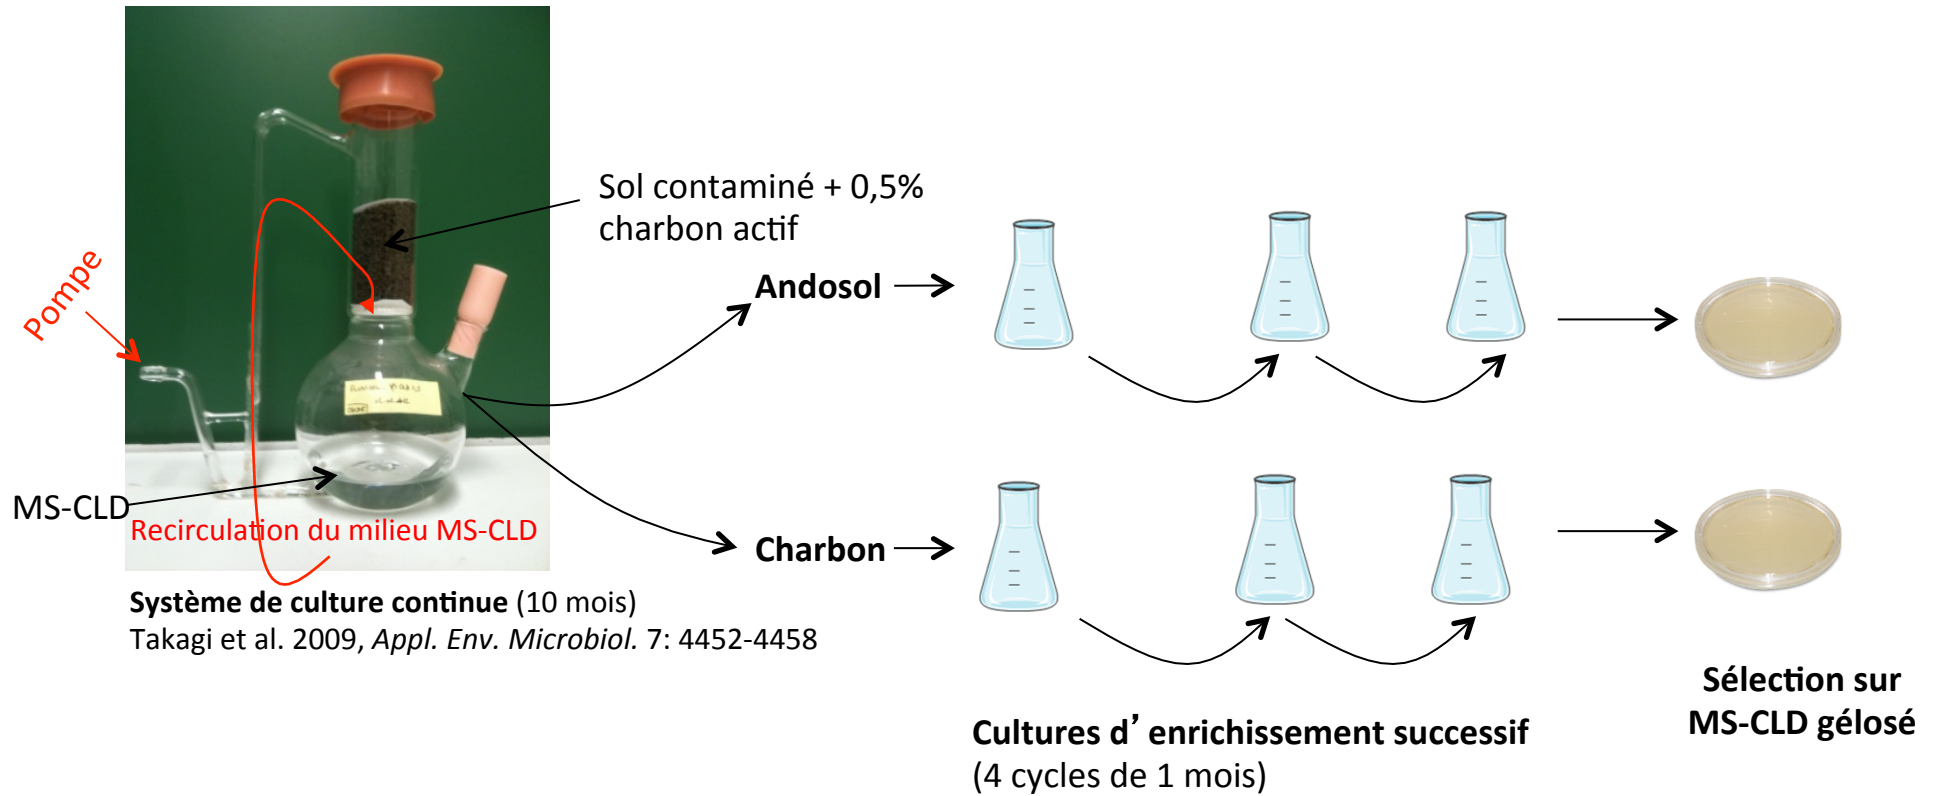 Pompe
Sol contaminé + 0,5%
charbon actif
Andosol
MS-CLD
Recirculation du milieu MS-CLD
Charbon
Système de culture continue (10 mois)
Takagi et al. 2009, Appl. Env. Microbiol. 7: 4452-4458
Cultures d’ enrichissement successif
(4 cycles de 1 mois)
Sélection sur
MS-CLD gélosé